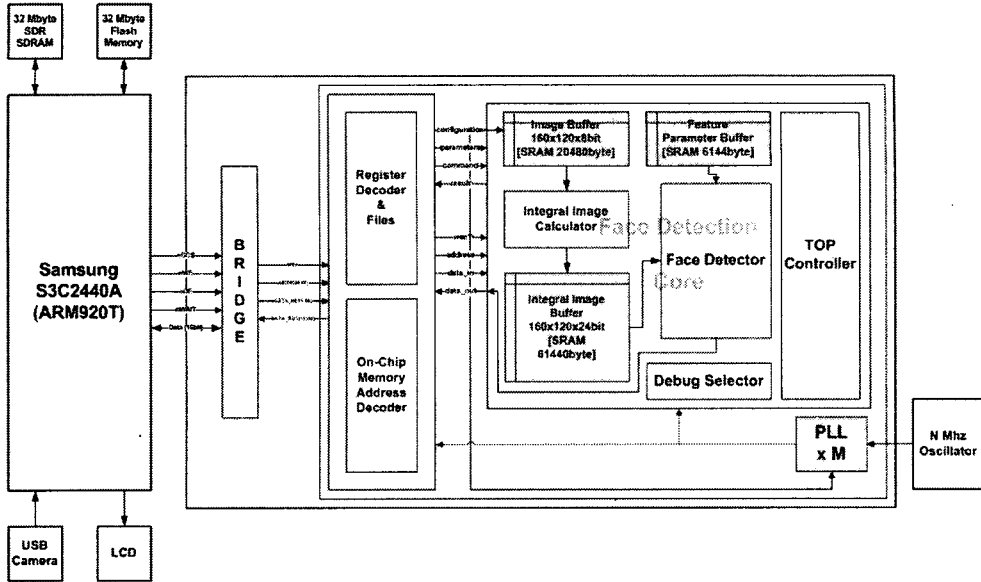 32 Mbyte
SDR
SDRAM
32 Mbyte
Flash
Memory
Samsung
S3C2440A
(ARM920T)
USB
Camera
LCD
B
R
I
D
G
E
Register
Decoder
&
Files
On-Chip
Memory
Address
Decoder
configuration
parameters
command
result
address
data_in
data_out
Image Buffer
160x120x8bit
[SRAM 20480byte]
Feature
Parameter Buffer
[SRAM 6144byte]
Integral Image
Calculator
Face Detection
Core
Face Detector
Integral Image
Buffer
160x120x24bit
[SRAM
61440byte]
Debug Selector
TOP
Controller
PLL
x M
N Mhz
Oscillator